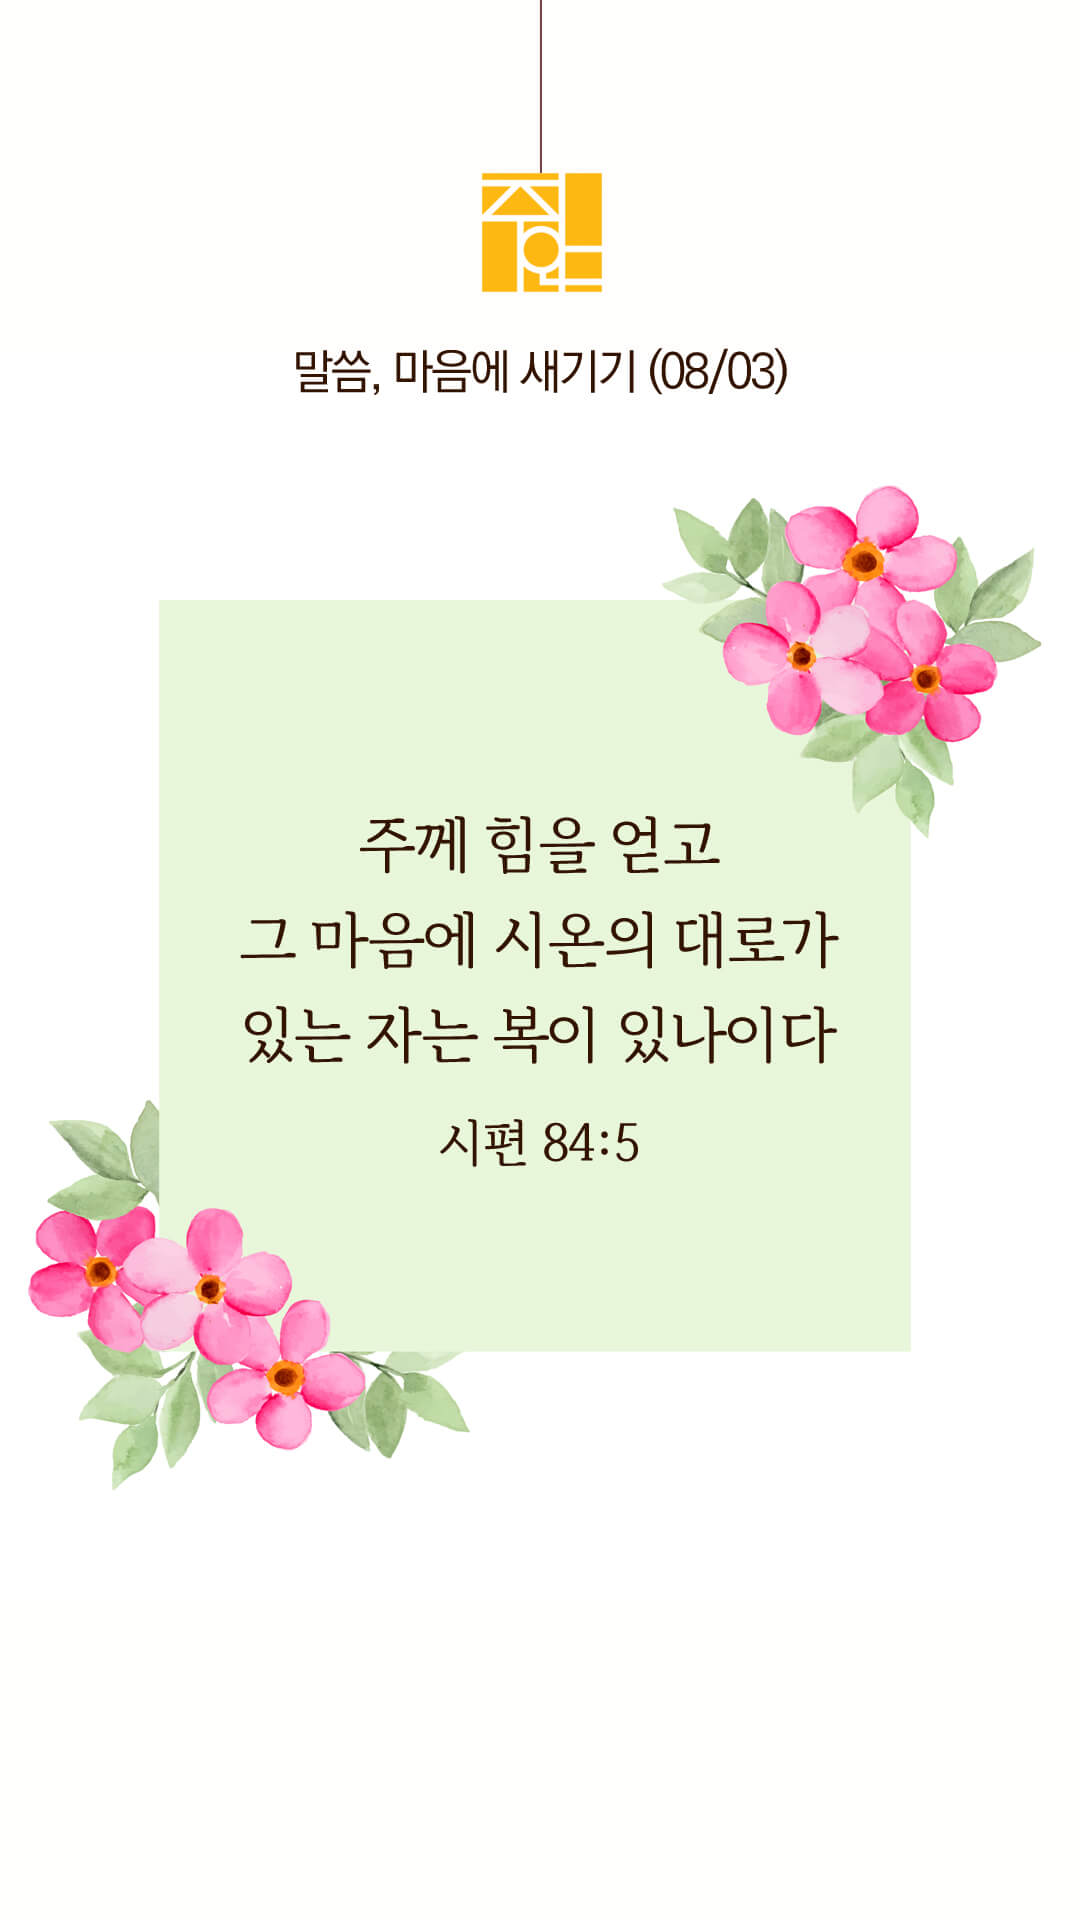 말씀, 마음에 새기기 (08/03)
주께 힘을 얻고
그 마음에 시온의 대로가
있는 자는 복이 있나이다
시편 84:5